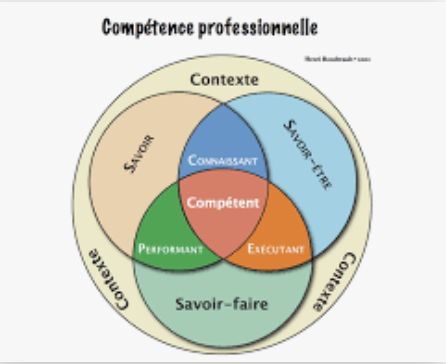 Compétence professionnelle
Contexte
SAVOIR
SAVOIR-ÊTRE
CONNAISSANT
Compétent
PERFORMANT
EXÉCUTANT
Contexte
Contexte
Savoir-faire